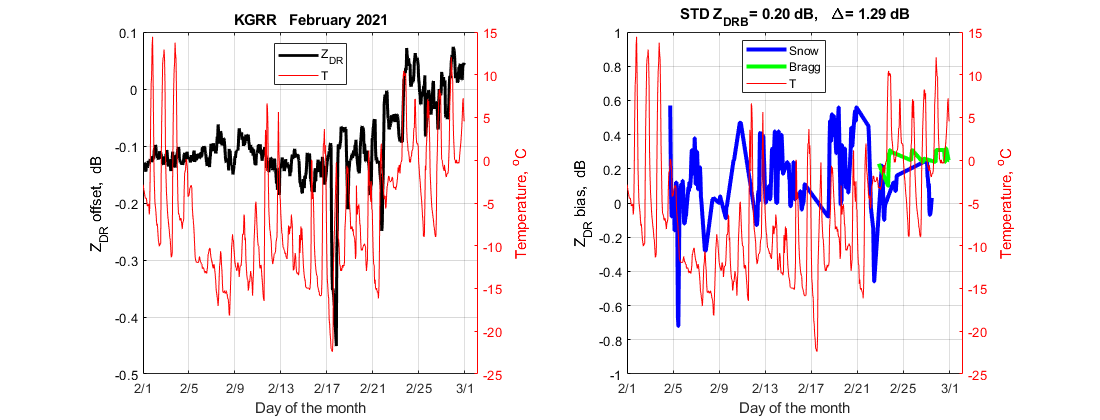 KGRR February 2021
0.1
0
-0.1
-0.2
-0.3
-0.4
-0.5
Z_DR offset, dB
Z_DR
T
15
10
5
0
-5
-10
-15
-20
-25
Temperature, °C
2/1 2/5 2/9 2/13 2/17 2/21 2/25 3/1
Day of the month
STD Z_DRB = 0.20 dB, Δ = 1.29 dB
1
0.8
0.6
0.4
0.2
0
-0.2
-0.4
-0.6
-0.8
-1
Z_DR bias, dB
Snow
Bragg
T
15
10
5
0
-5
-10
-15
-20
-25
Temperature, °C
2/1 2/5 2/9 2/13 2/17 2/21 2/25 3/1
Day of the month